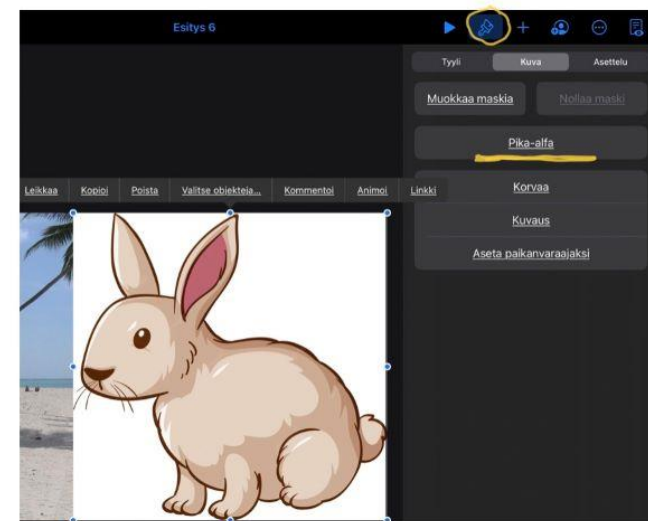 Esitys 6
Tyyli Kuva Asettelu
Muokkaa maskia Nollaa maski
Pika-alfa
Leikkaa Kopioi Poista Valitse objekteja... Kommentoi Animoi Linkki
Korvaa
Kuvaus
Aseta paikanvaraajaksi